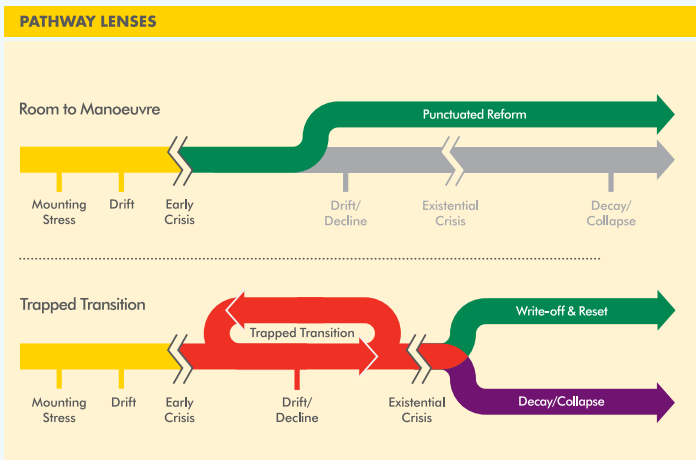 PATHWAY LENSES
Room to Manoeuvre
Punctuated Reform
Mounting
Stress
Drift
Early
Crisis
Drift/
Decline
Existential
Crisis
Decay/
Collapse
Trapped Transition
Write-off & Reset
Trapped Transition
Mounting
Stress
Drift
Early
Crisis
Drift/
Decline
Existential
Crisis
Decay/Collapse